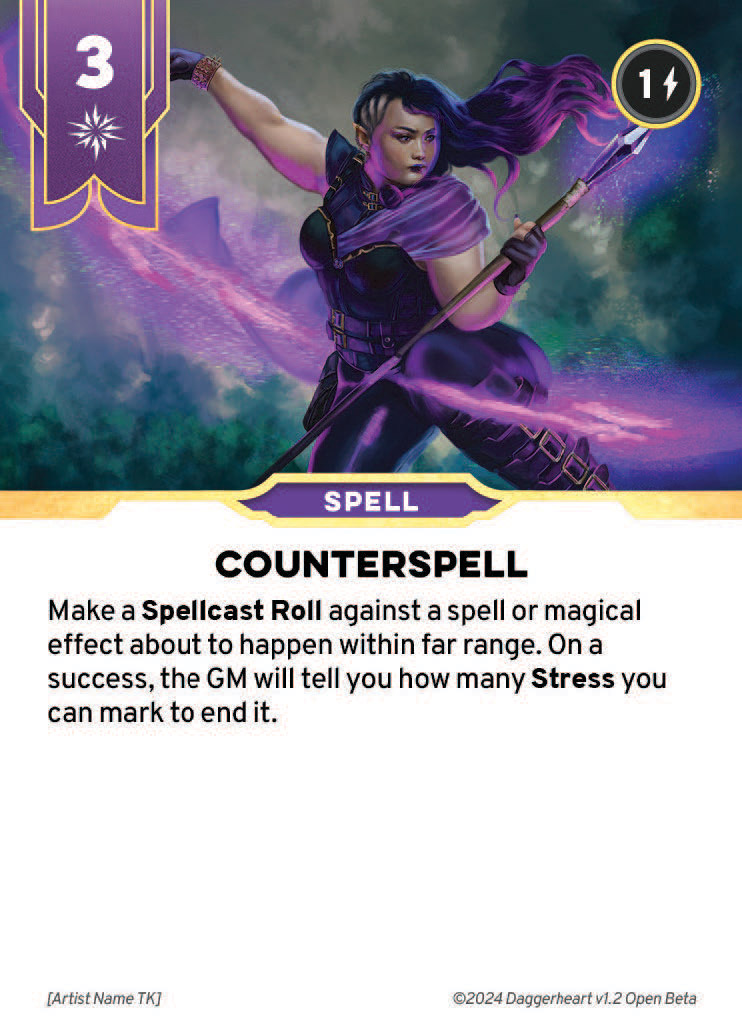 3
1
SPELL
COUNTERSPELL
Make a Spellcast Roll against a spell or magical
effect about to happen within far range. On a
success, the GM will tell you how many Stress you
can mark to end it.
[Artist Name TK]
©2024 Daggerheart v1.2 Open Beta